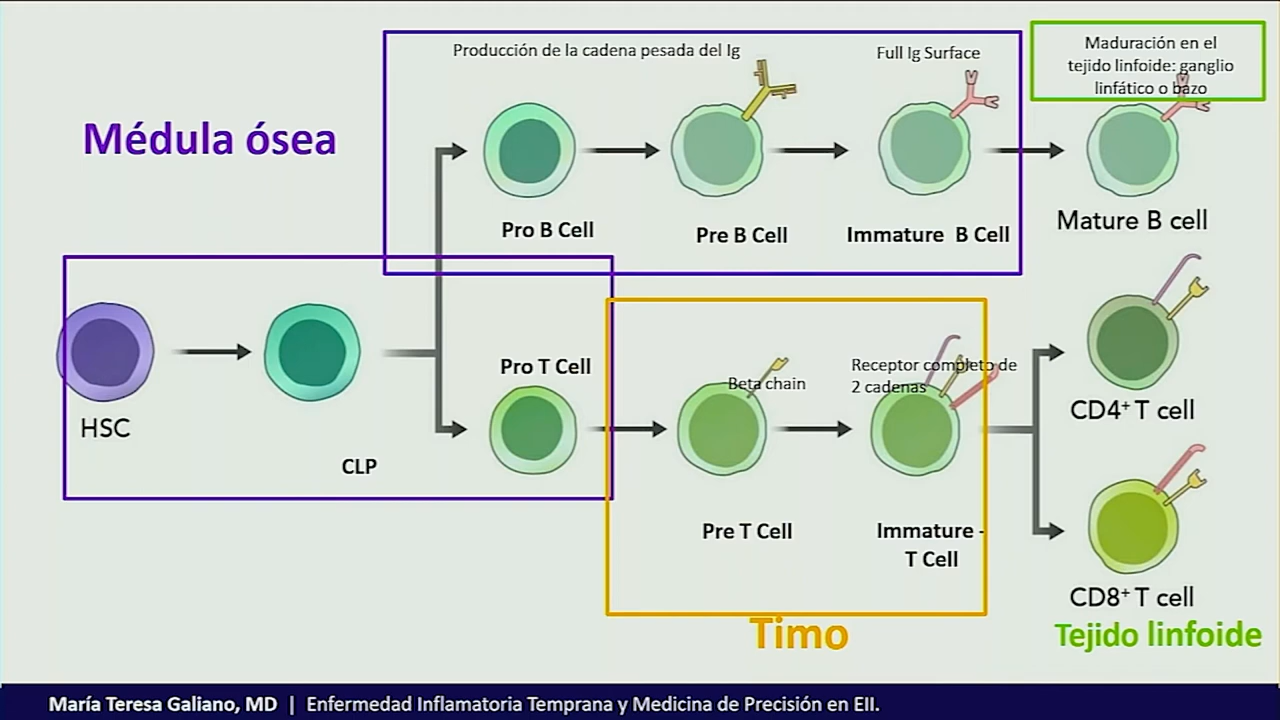 Producción de la cadena pesada del Ig
Full Ig Surface
Maduración en el
tejido linfoide: ganglio
linfático o bazo
Médula ósea
Pro B Cell
Pre B Cell
Immature B Cell
Mature B cell
HSC
CLP
Pro T Cell
Beta chain
Receptor completo de
2 cadenas
CD4⁺ T cell
Pre T Cell
Immature -
T Cell
CD8⁺ T cell
Timo
Tejido linfoide
María Teresa Galiano, MD | Enfermedad Inflamatoria Temprana y Medicina de Precisión en EII.